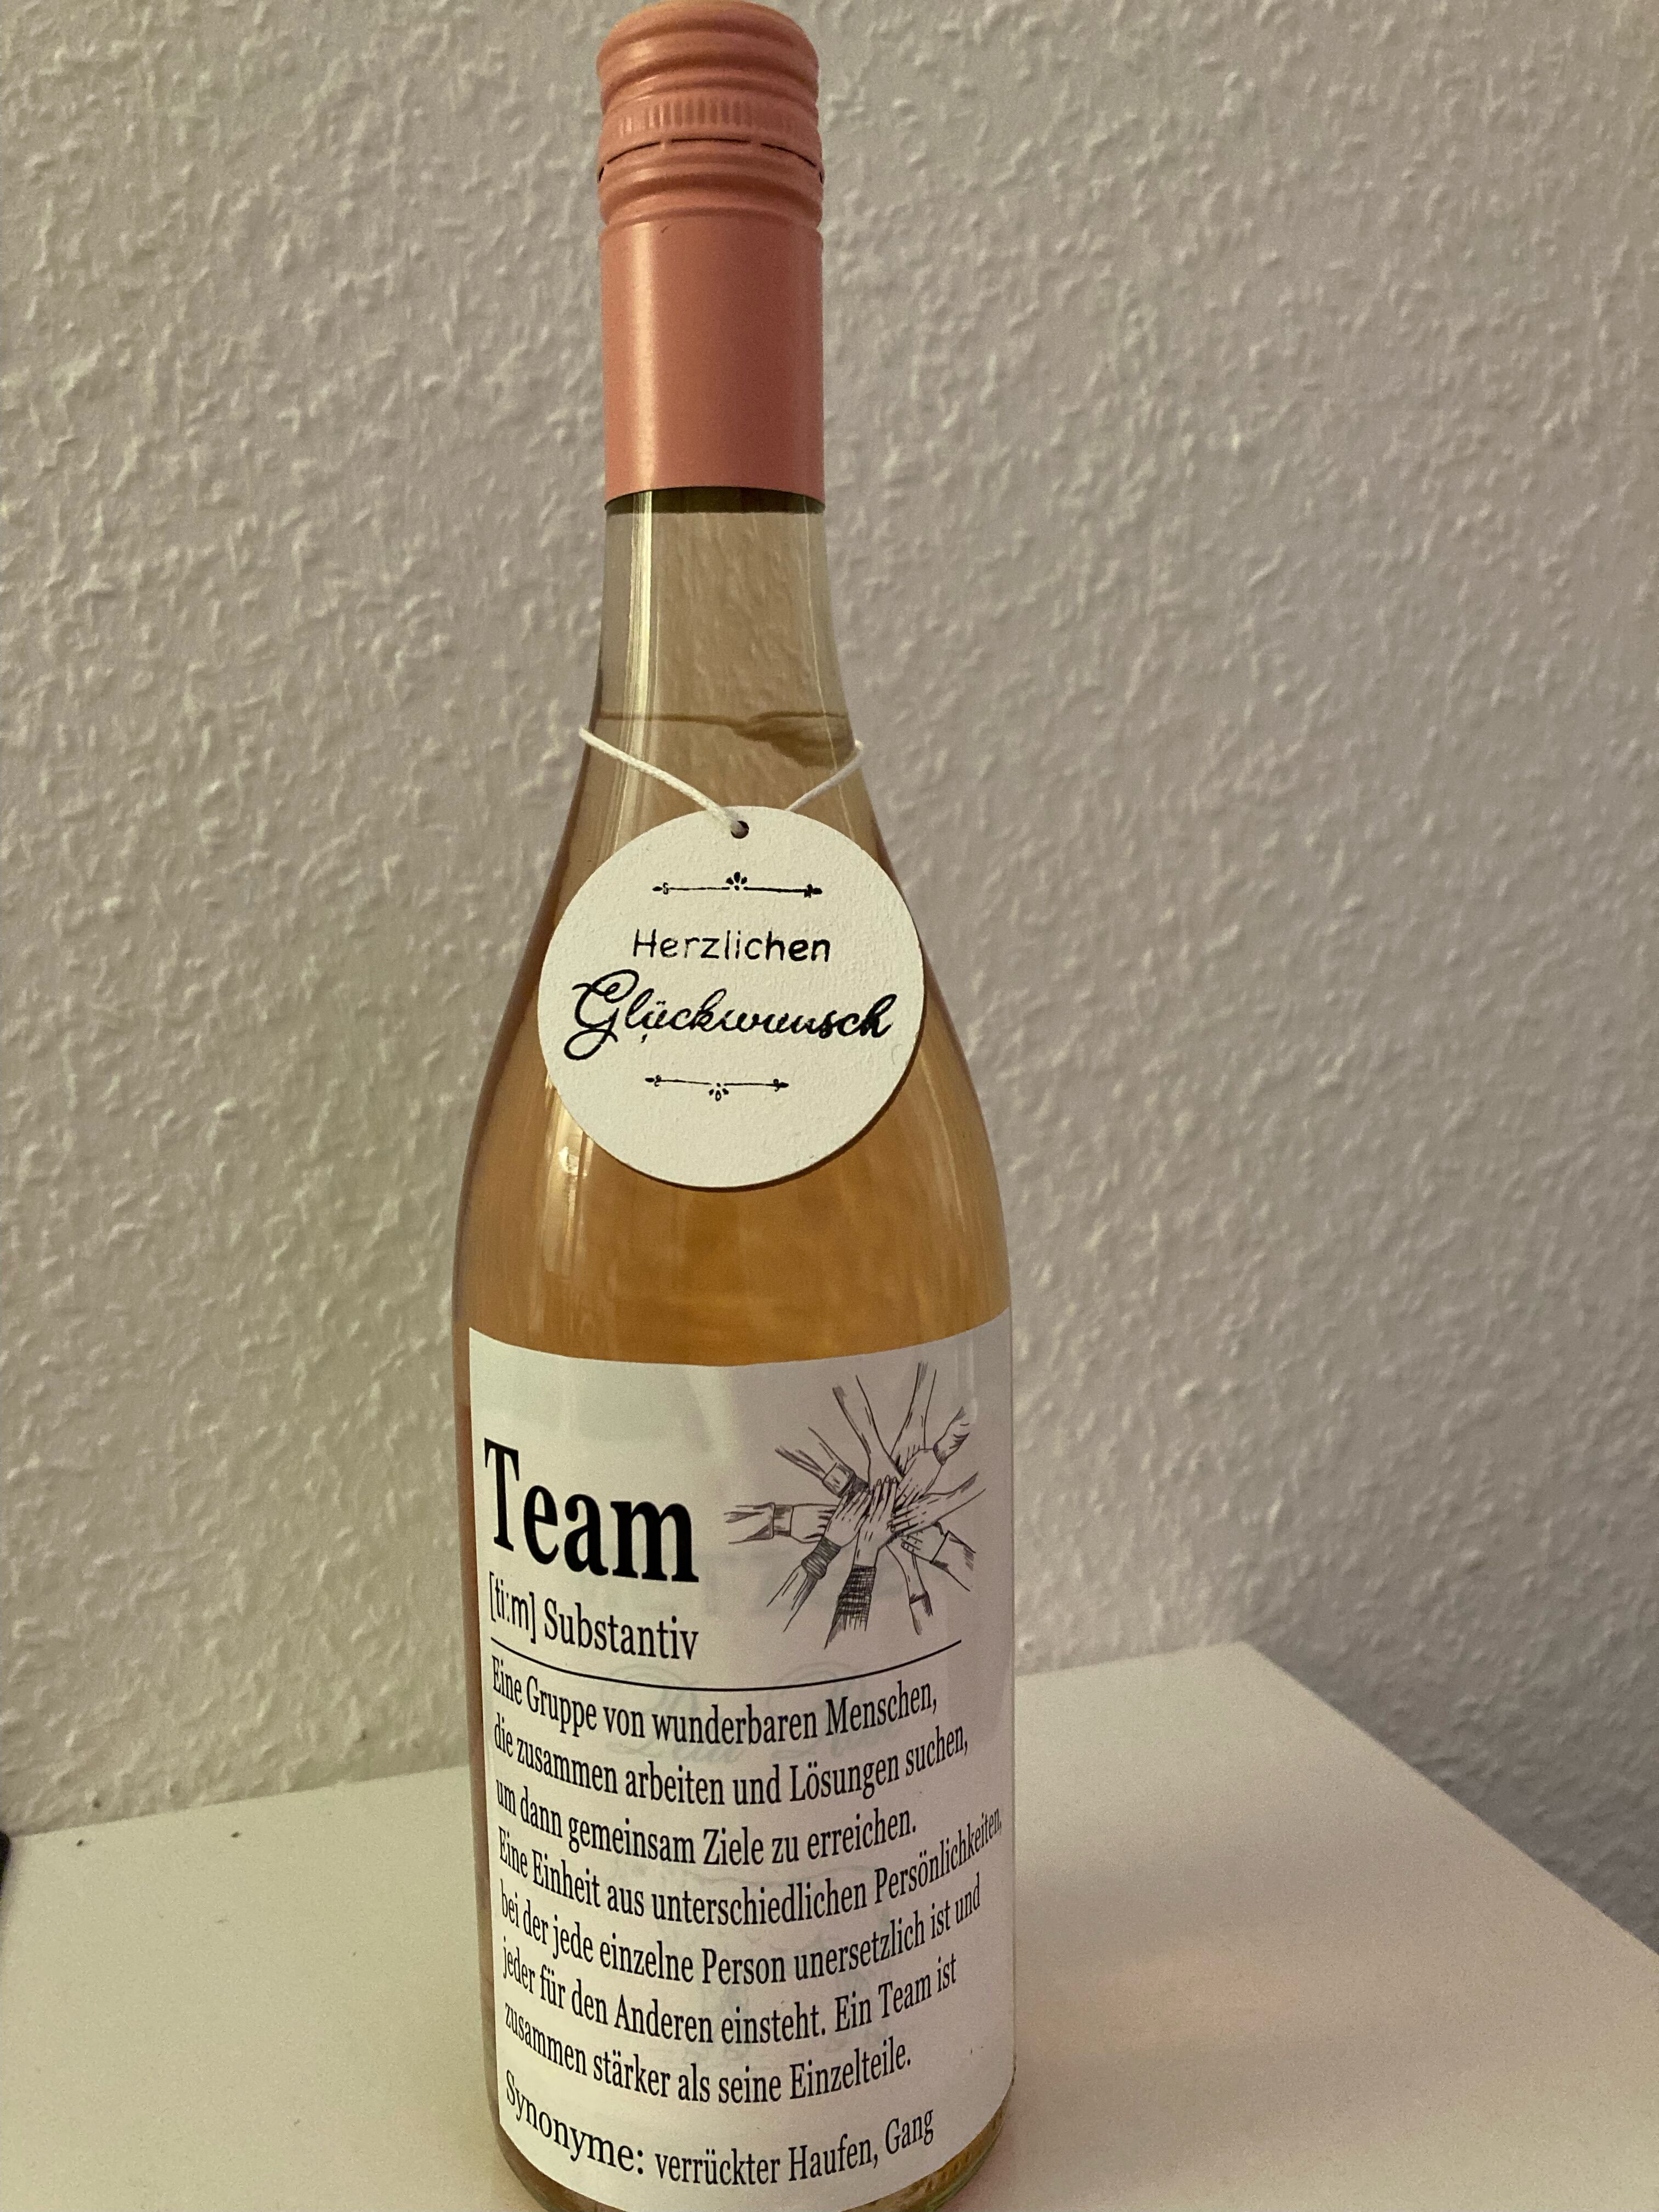 Herzlichen
Glückwunsch
Team
[ti:m] Substantiv
Eine Gruppe von wunderbaren Menschen,
die zusammen arbeiten und Lösungen suchen,
um dann gemeinsam Ziele zu erreichen.
Eine Einheit aus unterschiedlichen Persönlichkeiten,
bei der jede einzelne Person unersetzlich ist und
jeder für den Anderen einsteht. Ein Team ist
zusammen stärker als seine Einzelteile.
Synonyme: verrückter Haufen, Gang